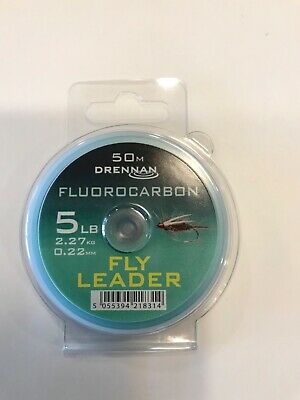 50M
DRENNAN
FLUOROCARBON
5LB
2.27KG
0.22MM
FLY
LEADER
5 055394 218314